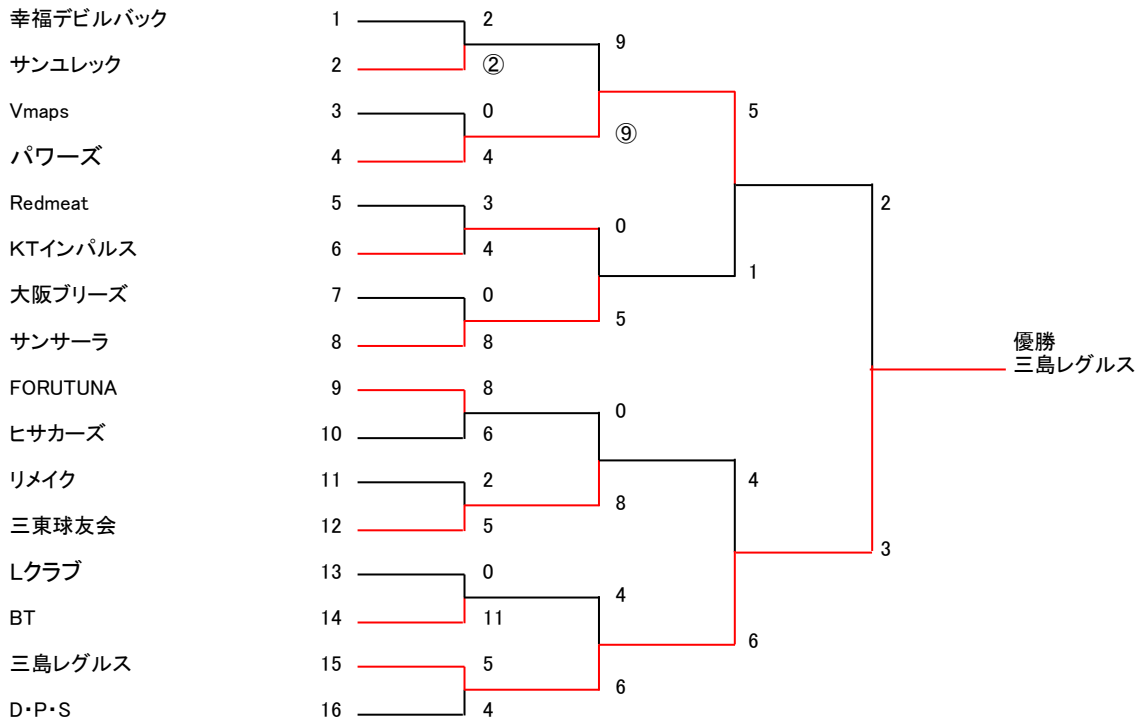 幸福デビルバック 1 2
9
サンユレック 2 ②
Vmaps 3 0 5
⑨
パワーズ 4 4
Redmeat 5 3 2
0
KTインパルス 6 4
1
大阪ブリーズ 7 0
5
サンサーラ 8 8
優勝
三島レグルス
FORUTUNA 9 8
0
ヒサカーズ 10 6
リメイク 11 2 4
8
三東球友会 12 5
3
Lクラブ 13 0
4
BT 14 11
6
三島レグルス 15 5
6
D・P・S 16 4